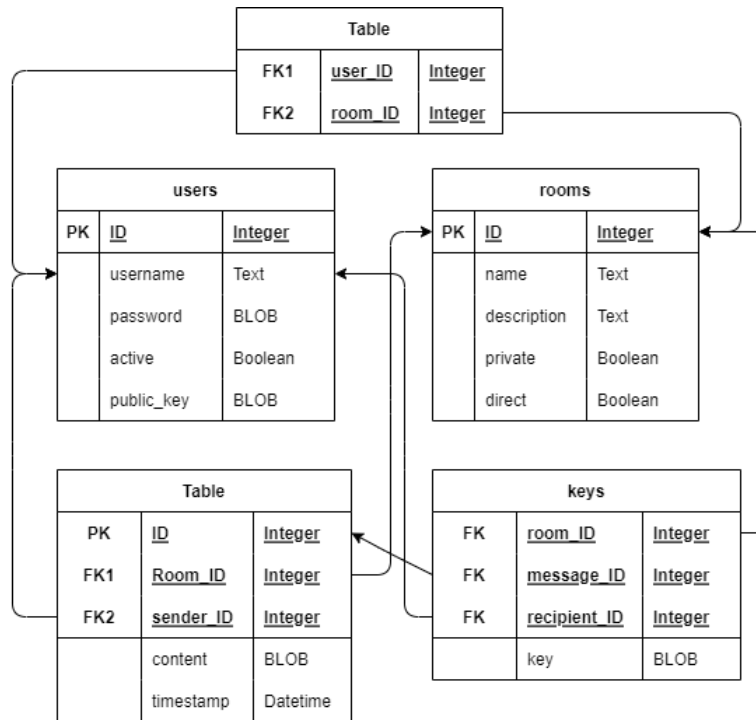 Table
FK1 user_ID Integer
FK2 room_ID Integer
users
PK ID Integer
username Text
password BLOB
active Boolean
public_key BLOB
rooms
PK ID Integer
name Text
description Text
private Boolean
direct Boolean
Table
PK ID Integer
FK1 Room_ID Integer
FK2 sender_ID Integer
content BLOB
timestamp Datetime
keys
FK room_ID Integer
FK message_ID Integer
FK recipient_ID Integer
key BLOB